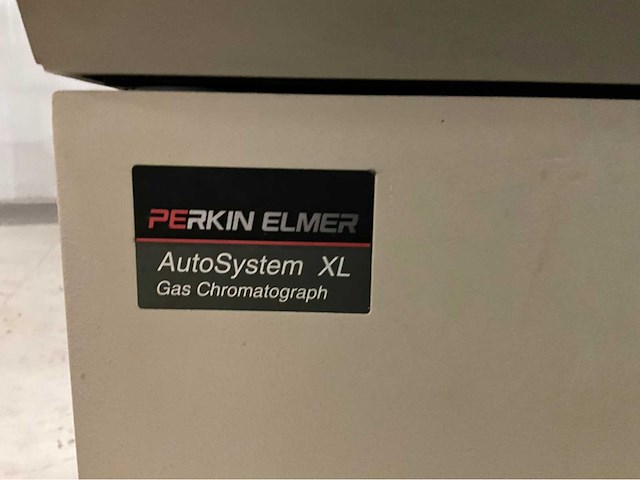 PERKIN ELMER
AutoSystem XL
Gas Chromatograph